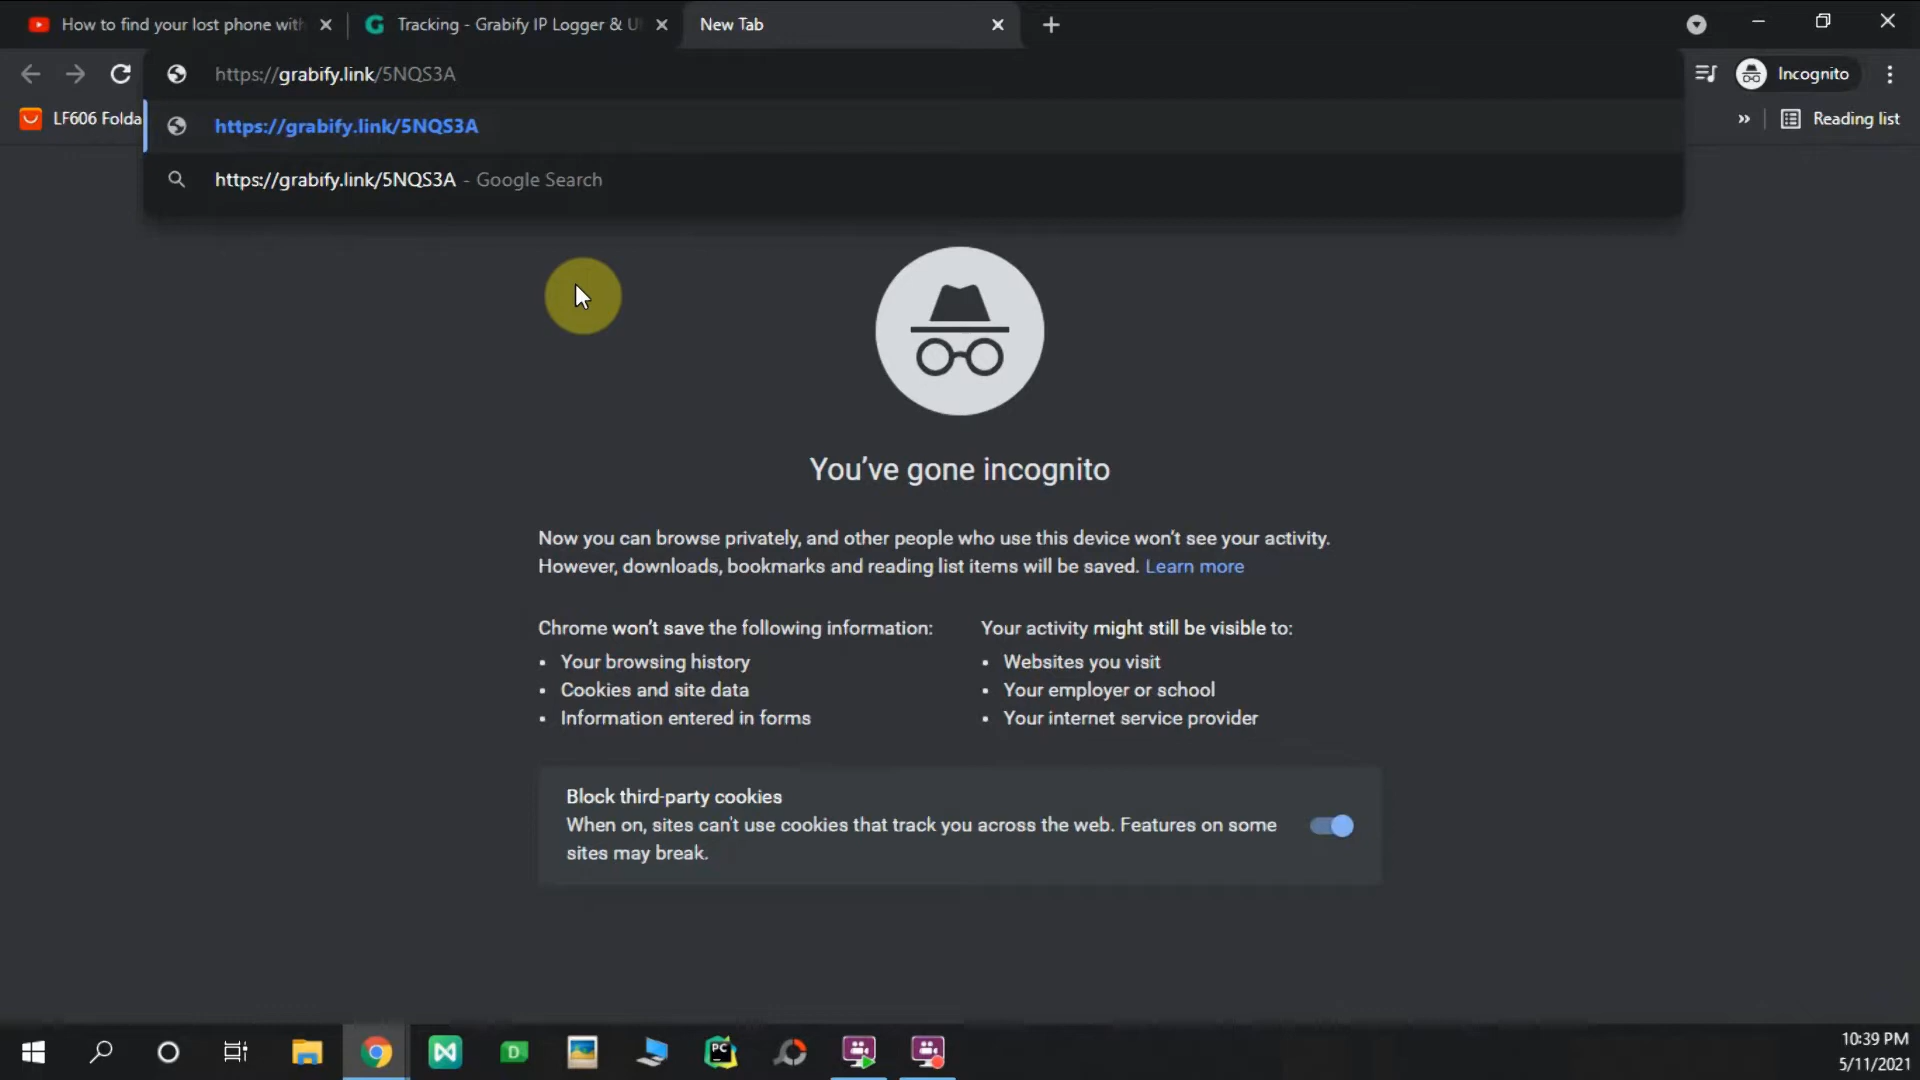 How to find your lost phone with
Tracking - Grabify IP Logger & U
New Tab
https://grabify.link/5NQS3A
Incognito
LF606 Folda
https://grabify.link/5NQS3A
Reading list
https://grabify.link/5NQS3A - Google Search
You've gone incognito
Now you can browse privately, and other people who use this device won't see your activity.
However, downloads, bookmarks and reading list items will be saved. Learn more
Chrome won't save the following information:
• Your browsing history
• Cookies and site data
• Information entered in forms
Your activity might still be visible to:
• Websites you visit
• Your employer or school
• Your internet service provider
Block third-party cookies
When on, sites can't use cookies that track you across the web. Features on some
sites may break.
D
PC
10:39 PM
5/11/2021